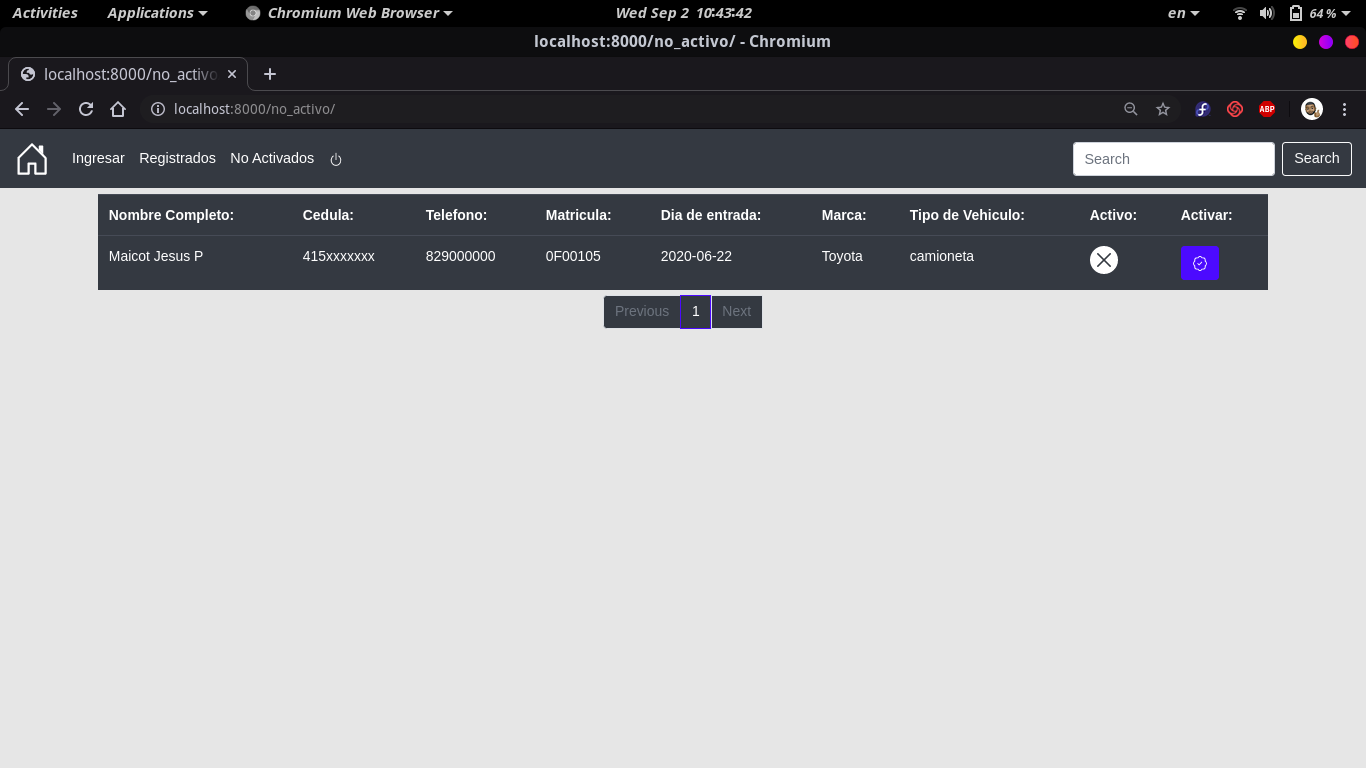 Activities Applications Chromium Web Browser Wed Sep 2 10:43:42 en 64 %
localhost:8000/no_activo/ - Chromium
localhost:8000/no_activo
localhost:8000/no_activo/ ABP
Ingresar Registrados No Activados Search Search
Nombre Completo: Cedula: Telefono: Matricula: Dia de entrada: Marca: Tipo de Vehiculo: Activo: Activar:
Maicot Jesus P 415xxxxxxx 829000000 0F00105 2020-06-22 Toyota camioneta
Previous 1 Next